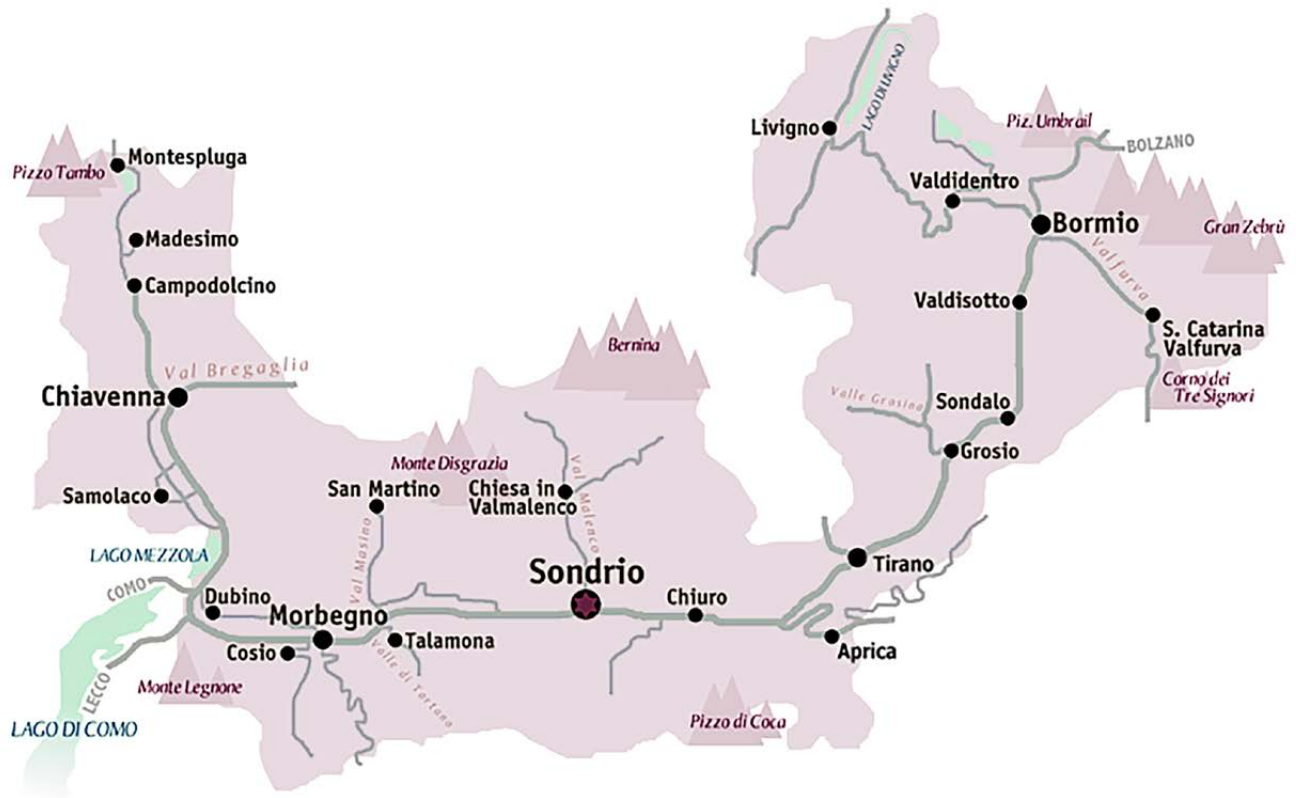 LAGO DI LIVIGNO
Livigno
Piz. Umbrail
BOLZANO
Montespluga
Pizzo Tambo
Valdidentro
Bormio
Gran Zebrù
Madesimo
Valfurva
Campodolcino
Valdisotto
S. Catarina
Valfurva
Bernina
Val Bregaglia
Chiavenna
Corno dei
Tre Signori
Valle Grosina
Sondalo
Grosio
Monte Disgrazia
San Martino
Chiesa in
Valmalenco
Val Malenco
Samolaco
LAGO MEZZOLA
Val Masino
Tirano
Sondrio
COMO
Dubino
Morbegno
Chiuro
Cosio
Talamona
Aprica
Valle di Tartano
Monte Legnone
LECCO
Pizzo di Coca
LAGO DI COMO